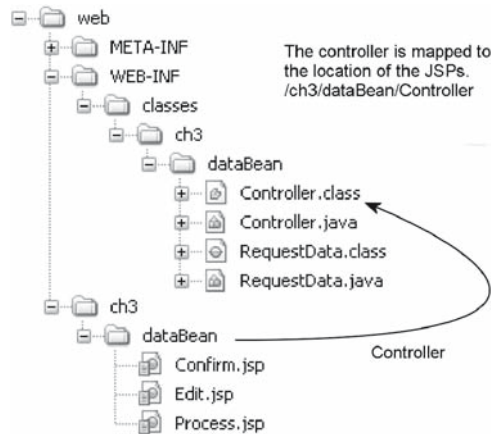 web
META-INF
The controller is mapped to
the location of the JSPs.
/ch3/dataBean/Controller
WEB-INF
classes
ch3
dataBean
Controller.class
Controller.java
RequestData.class
RequestData.java
ch3
dataBean
Controller
Confirm.jsp
Edit.jsp
Process.jsp